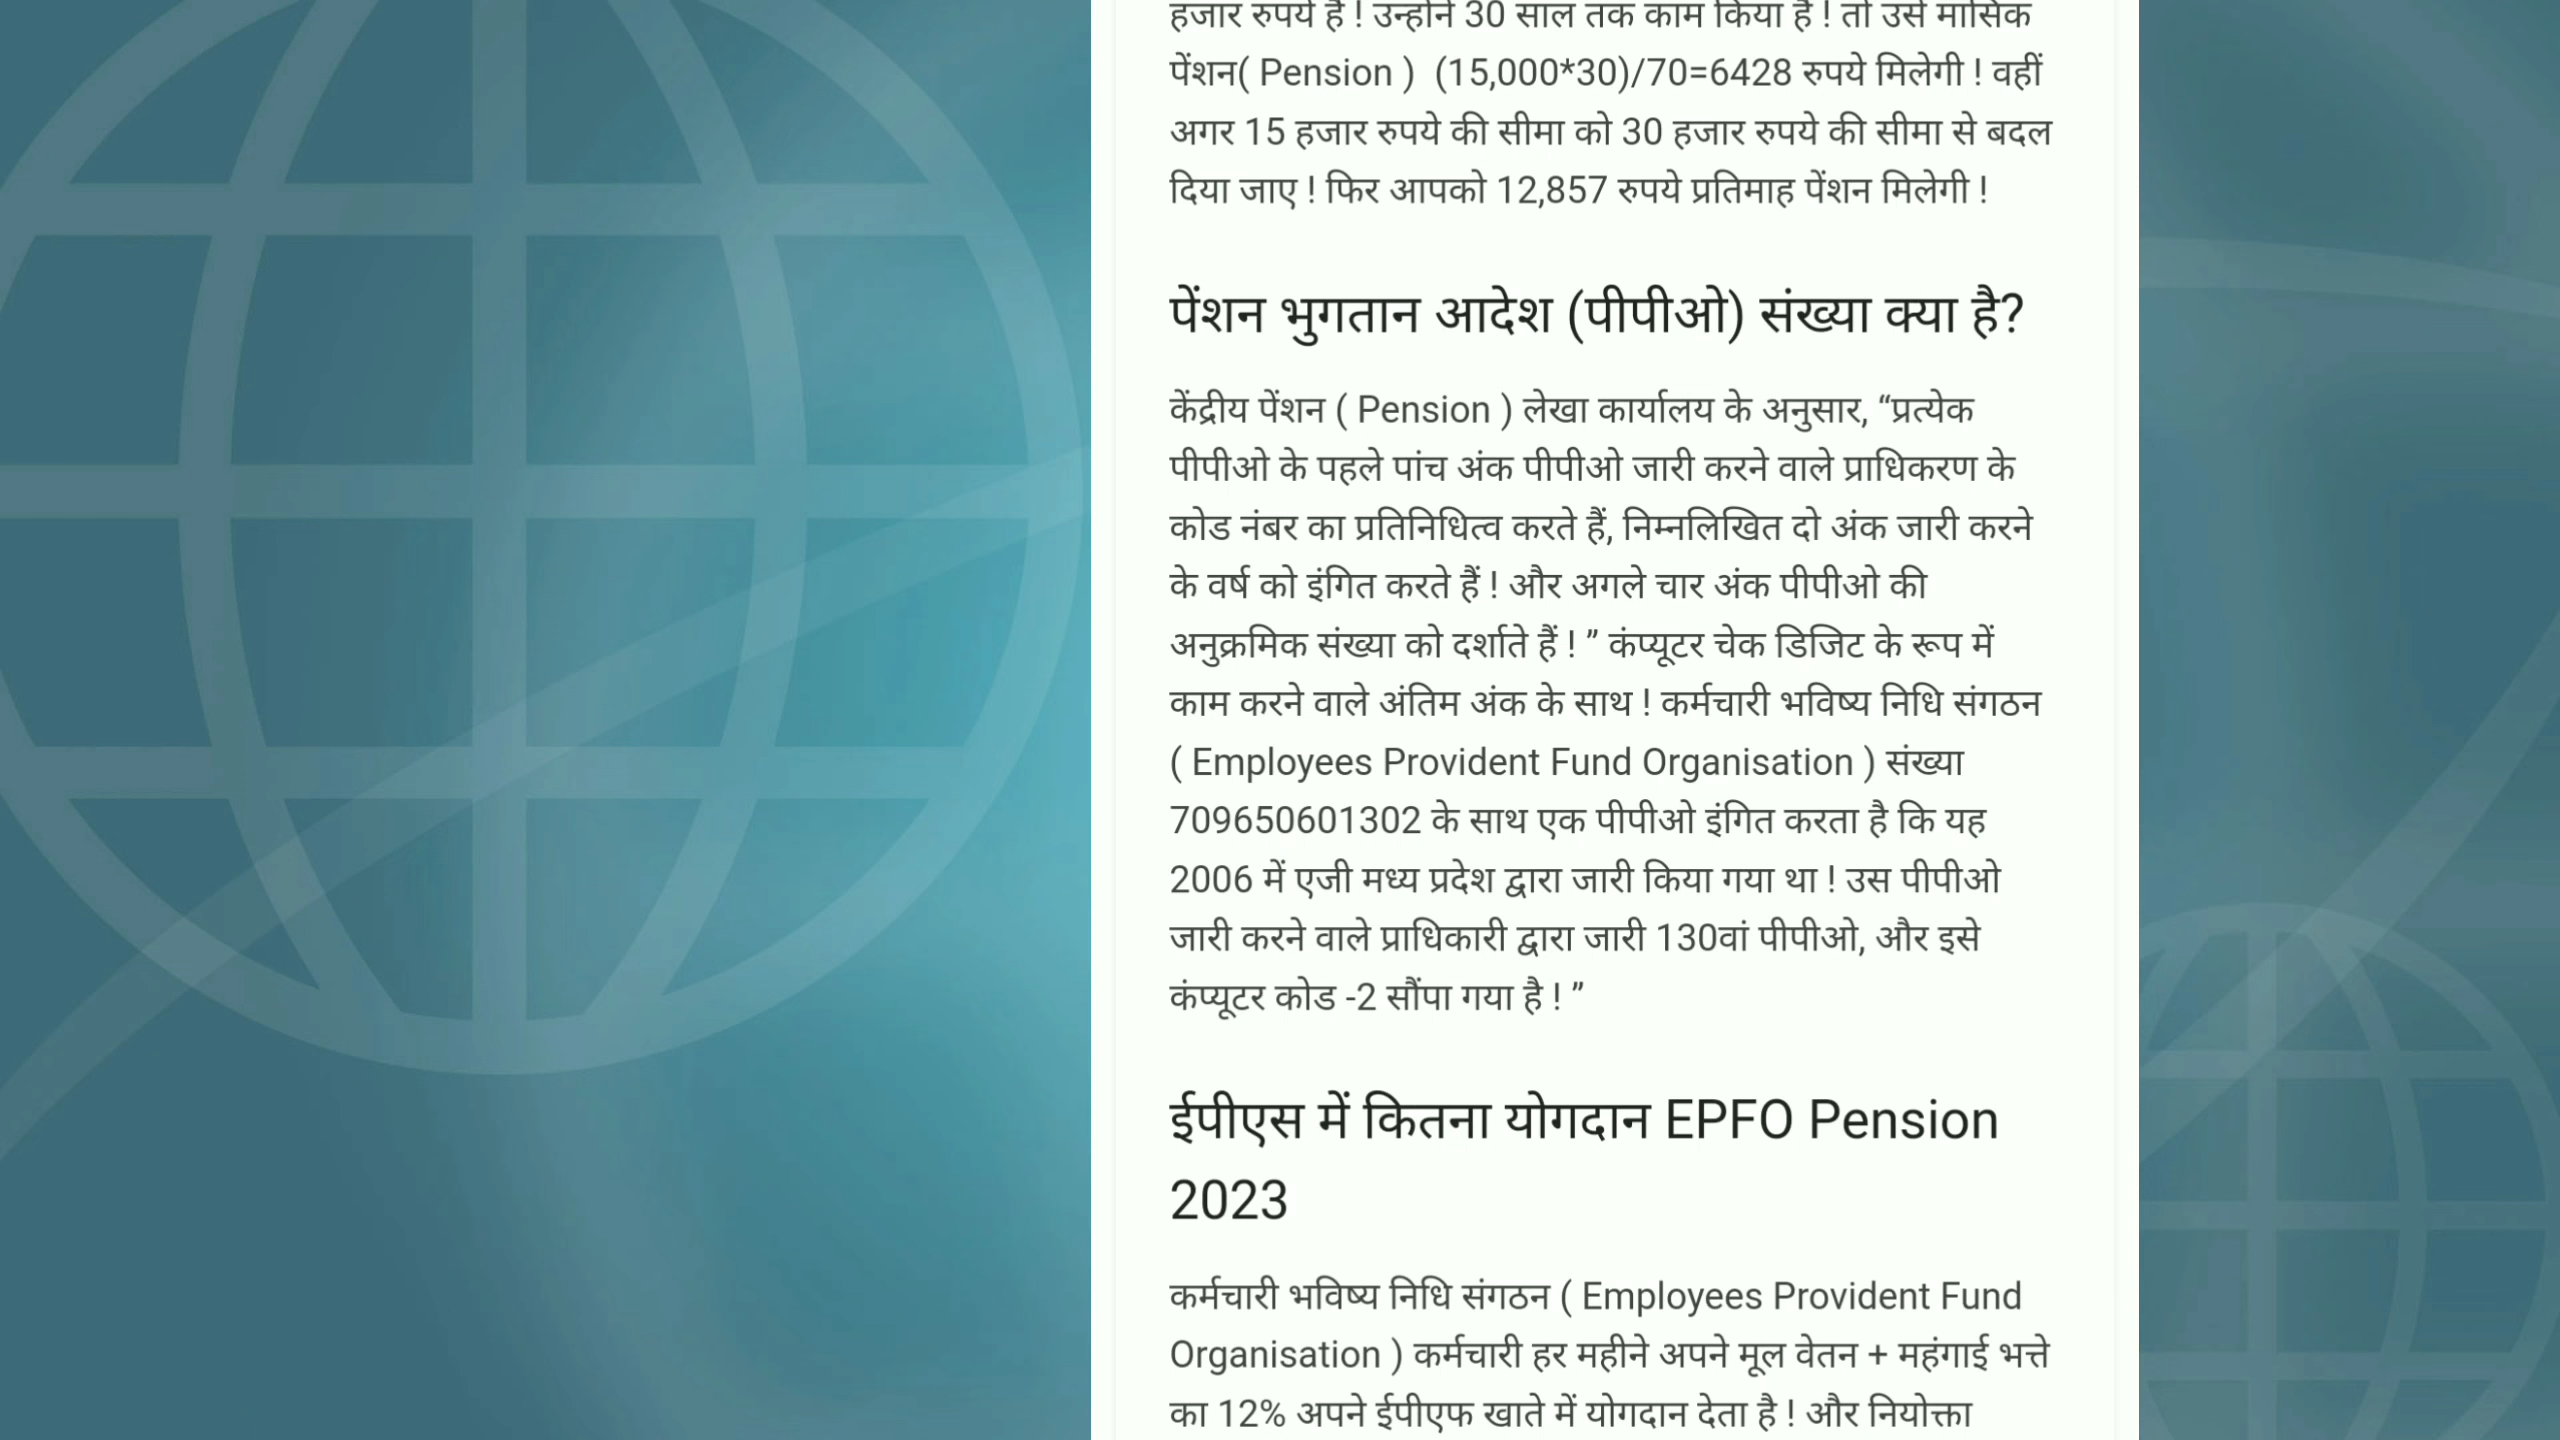 हजार रुपये है ! उन्होंने 30 साल तक काम किया है ! तो उसे मासिक
पेंशन( Pension )  (15,000*30)/70=6428 रुपये मिलेगी ! वहीं
अगर 15 हजार रुपये की सीमा को 30 हजार रुपये की सीमा से बदल
दिया जाए ! फिर आपको 12,857 रुपये प्रतिमाह पेंशन मिलेगी !
पेंशन भुगतान आदेश (पीपीओ) संख्या क्या है?
केंद्रीय पेंशन ( Pension ) लेखा कार्यालय के अनुसार, “प्रत्येक
पीपीओ के पहले पांच अंक पीपीओ जारी करने वाले प्राधिकरण के
कोड नंबर का प्रतिनिधित्व करते हैं, निम्नलिखित दो अंक जारी करने
के वर्ष को इंगित करते हैं ! और अगले चार अंक पीपीओ की
अनुक्रमिक संख्या को दर्शाते हैं ! ” कंप्यूटर चेक डिजिट के रूप में
काम करने वाले अंतिम अंक के साथ ! कर्मचारी भविष्य निधि संगठन
( Employees Provident Fund Organisation ) संख्या
709650601302 के साथ एक पीपीओ इंगित करता है कि यह
2006 में एजी मध्य प्रदेश द्वारा जारी किया गया था ! उस पीपीओ
जारी करने वाले प्राधिकारी द्वारा जारी 130वां पीपीओ, और इसे
कंप्यूटर कोड -2 सौंपा गया है ! ”
ईपीएस में कितना योगदान EPFO Pension
2023
कर्मचारी भविष्य निधि संगठन ( Employees Provident Fund
Organisation ) कर्मचारी हर महीने अपने मूल वेतन + महंगाई भत्ते
का 12% अपने ईपीएफ खाते में योगदान देता है ! और नियोक्ता